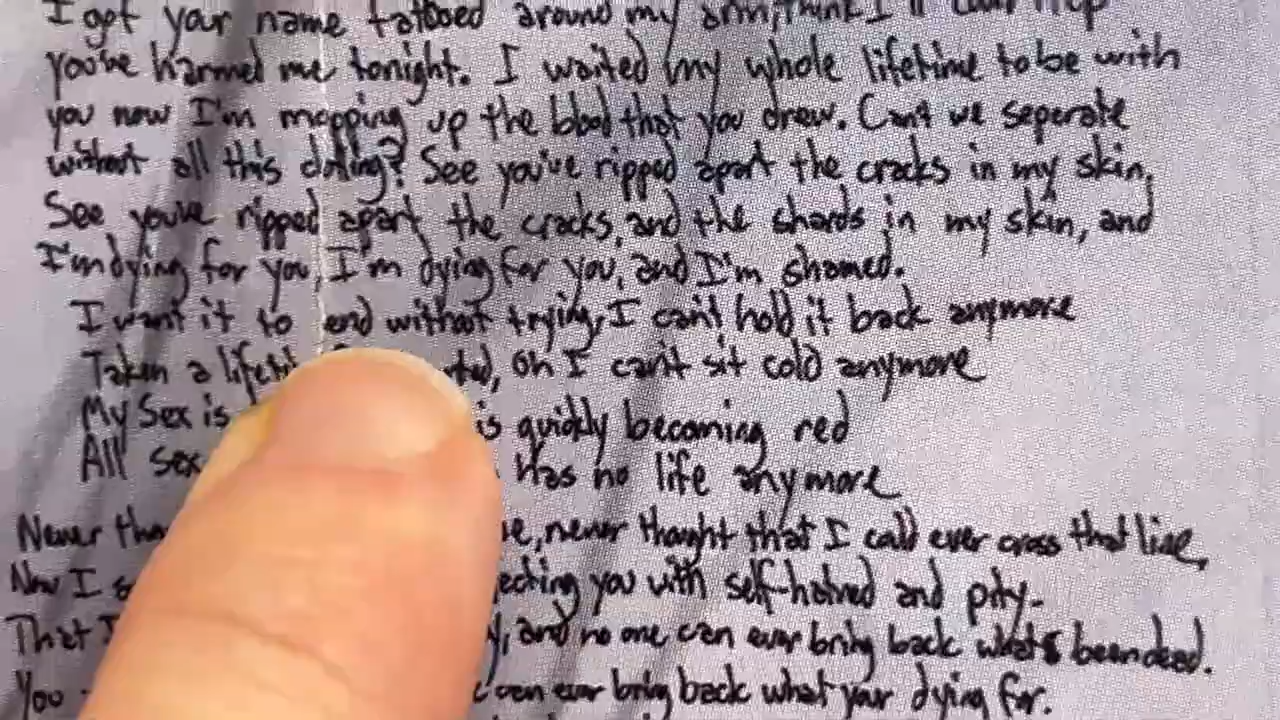 I got your name tattooed around my arm, think I'll
you've harmed me tonight. I waited my whole lifetime to be with
you now I'm mopping up the blood that you drew. Can't we seperate
without all this See you've ripped apart the cracks in my skin,
See you've ripped apart the cracks, and the shards in my skin, and
I'm dying for you, I'm dying for you, and I'm shamed.
I want it to end without trying, I can't hold it back anymore
Taken a oh I can't sit cold anymore
My Sex is is quickly becoming red
All sex Has no life anymore
Never never thought that I ever cross that line,
Now I you with self-hatred and pity-
That I and no one can ever bring back what's been dead.
You ever bring back what your dying for.